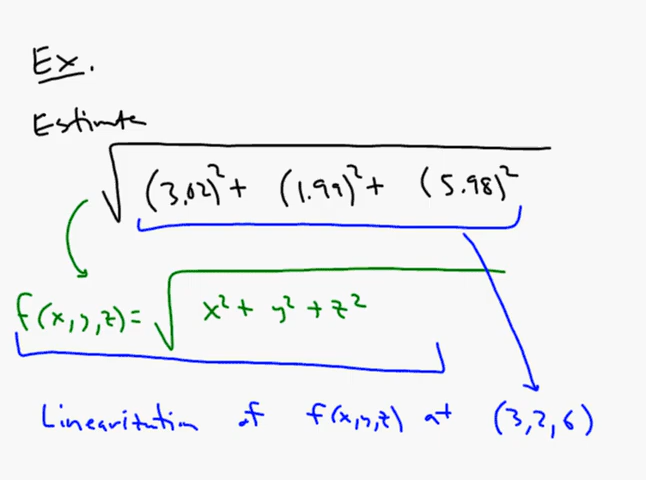 Ex.
Estimate
√((3.02)² + (1.99)² + (5.98)²)
f(x,y,z) = √(x² + y² + z²)
Linearization of f(x,y,z) at (3,2,6)